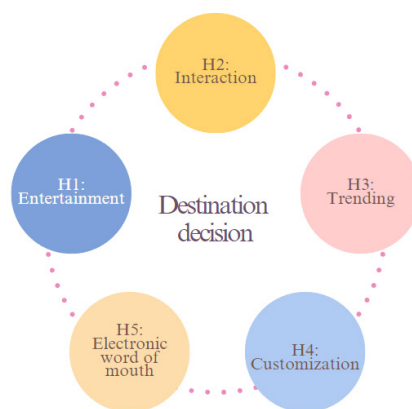 H2:
Interaction
H1:
Entertainment
H3:
Trending
Destination
decision
H5:
Electronic
word of
mouth
H4:
Customization